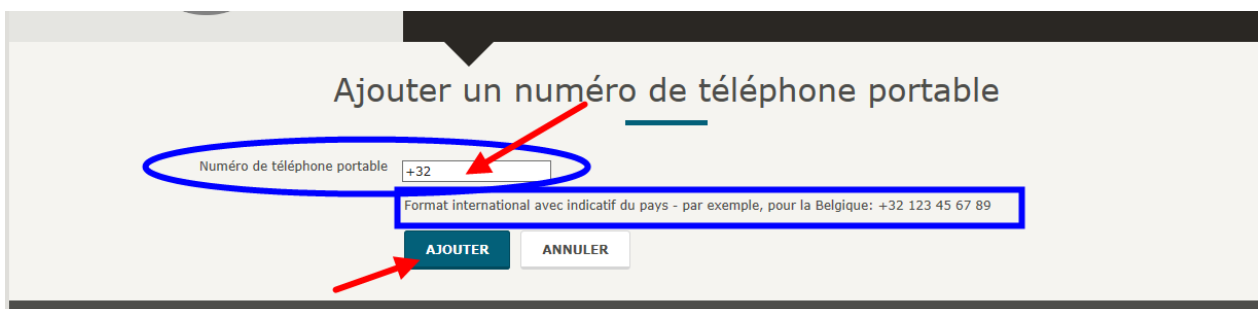 Ajouter un numéro de téléphone portable
Numéro de téléphone portable +32
Format international avec indicatif du pays - par exemple, pour la Belgique: +32 123 45 67 89
AJOUTER ANNULER